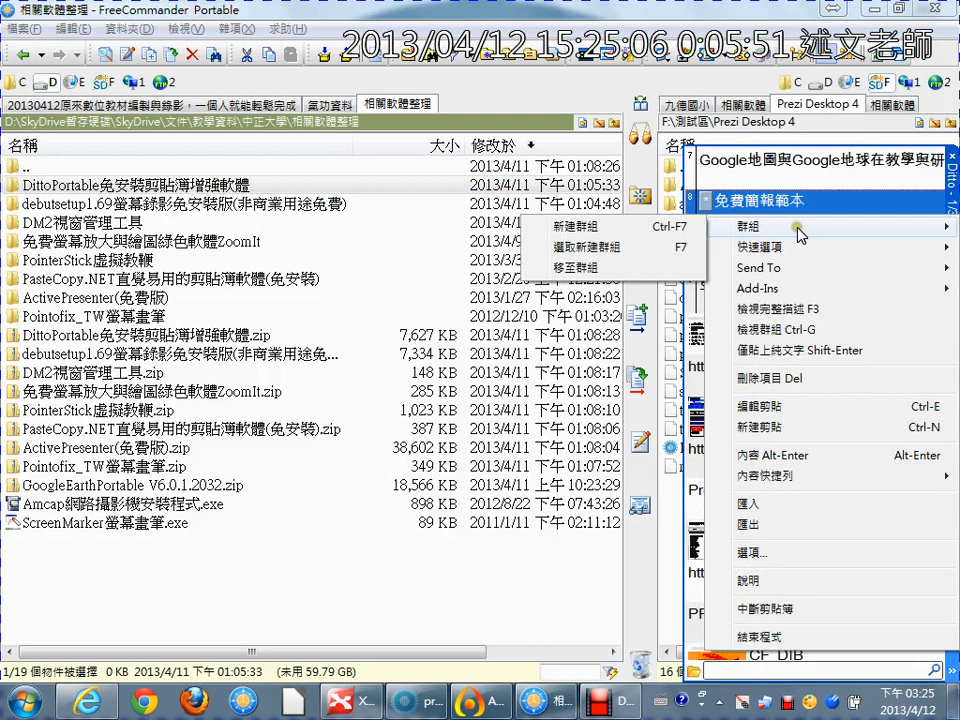 相關軟體整理 - FreeCommander Portable
檔案(F) 編輯(E) 資料夾(D) 檢視(V) 雜項(X) 求助(H)
2013/04/12 15:25:06 0:05:51 述文老師
C D E F 1 2
C D E F 1 2
20130412原來數位教材編製與錄影，一個人就能輕鬆完成 氣功資料 相關軟體整理
九德國小 相關軟體 Prezi Desktop 4 相關軟體
D:\SkyDrive暫存硬碟\SkyDrive\文件\教學資料\中正大學\相關軟體整理
F:\測試區\Prezi Desktop 4
名稱 大小 修改於
名稱
.. 2013/4/11 下午 01:08:26
DittoPortable免安裝剪貼簿增強軟體 2013/4/11 下午 01:05:33
debutsetup1.69螢幕錄影免安裝版(非商業用途免費) 2013/4/11 下午 01:04:48
DM2視窗管理工具 2013/4/11
免費螢幕放大與繪圖綠色軟體ZoomIt 2013/4/11
PointerStick虛擬教鞭 2013/3/
PasteCopy.NET直覺易用的剪貼簿軟體(免安裝) 2013/3/
ActivePresenter(免費版) 2013/1/31 下午 02:16:03
Pointofix_TW螢幕畫筆 2012/12/10 下午 01:03:2
DittoPortable免安裝剪貼簿增強軟體.zip 7,627 KB 2013/4/11 下午 01:08:28
debutsetup1.69螢幕錄影免安裝版(非商業用途免... 7,334 KB 2013/4/11 下午 01:08:22
DM2視窗管理工具.zip 148 KB 2013/4/11 下午 01:08:17
免費螢幕放大與繪圖綠色軟體ZoomIt.zip 285 KB 2013/4/11 下午 01:08:13
PointerStick虛擬教鞭.zip 1,023 KB 2013/4/11 下午 01:08:10
PasteCopy.NET直覺易用的剪貼簿軟體(免安裝).zip 387 KB 2013/4/11 下午 01:08:06
ActivePresenter(免費版).zip 38,602 KB 2013/4/11 下午 01:08:04
Pointofix_TW螢幕畫筆.zip 349 KB 2013/4/11 下午 01:07:52
GoogleEarthPortable V6.0.1.2032.zip 18,566 KB 2013/4/11 上午 10:23:29
Amcap網路攝影機安裝程式.exe 898 KB 2012/8/22 下午 07:43:26
ScreenMarker螢幕畫筆.exe 89 KB 2011/1/11 下午 02:11:12
7 Google地圖與Google地球在教學與研
8 * 免費簡報範本
Ditto - 1/3
新建群組 Ctrl-F7
選取新建群組 F7
移至群組
群組
快速選項
Send To
Add-Ins
檢視完整描述 F3
檢視群組 Ctrl-G
僅貼上純文字 Shift-Enter
刪除項目 Del
編輯剪貼 Ctrl-E
新建剪貼 Ctrl-N
內容 Alt-Enter Alt-Enter
內容快捷列
匯入
匯出
選項...
說明
中斷剪貼簿
結束程式
htt
Pr
htt
htt
PF
CF_DIB
1/19 個物件被選擇 0 KB 2013/4/11 下午 01:05:33 (未用 59.79 GB)
16 個
X... pr... A... 相... D...
下午 03:25
2013/4/12